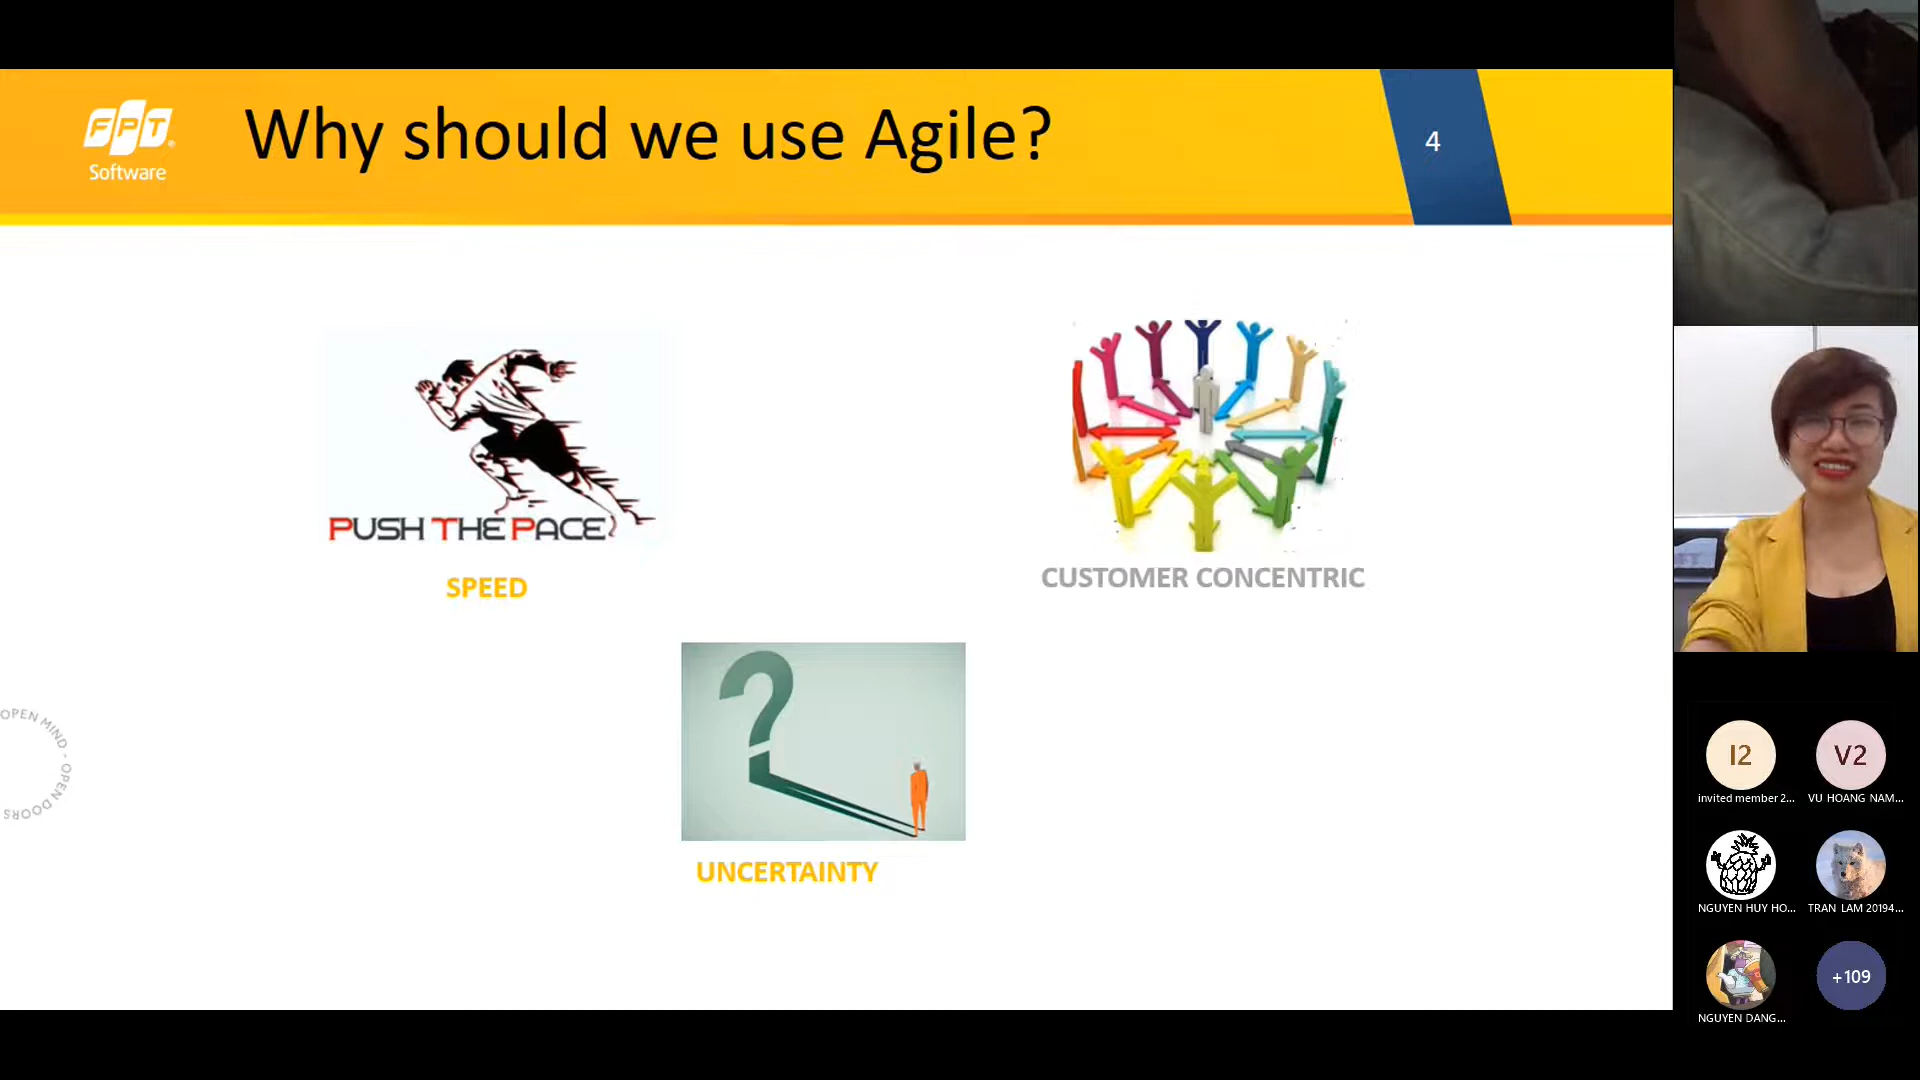 FPT
Software
Why should we use Agile?
4
PUSH THE PACE
SPEED
CUSTOMER CONCENTRIC
UNCERTAINTY
OPEN MIND - OPEN DOORS
I2
V2
invited member 2...
VU HOANG NAM...
NGUYEN HUY HO...
TRAN LAM 20194...
NGUYEN DANG...
+109